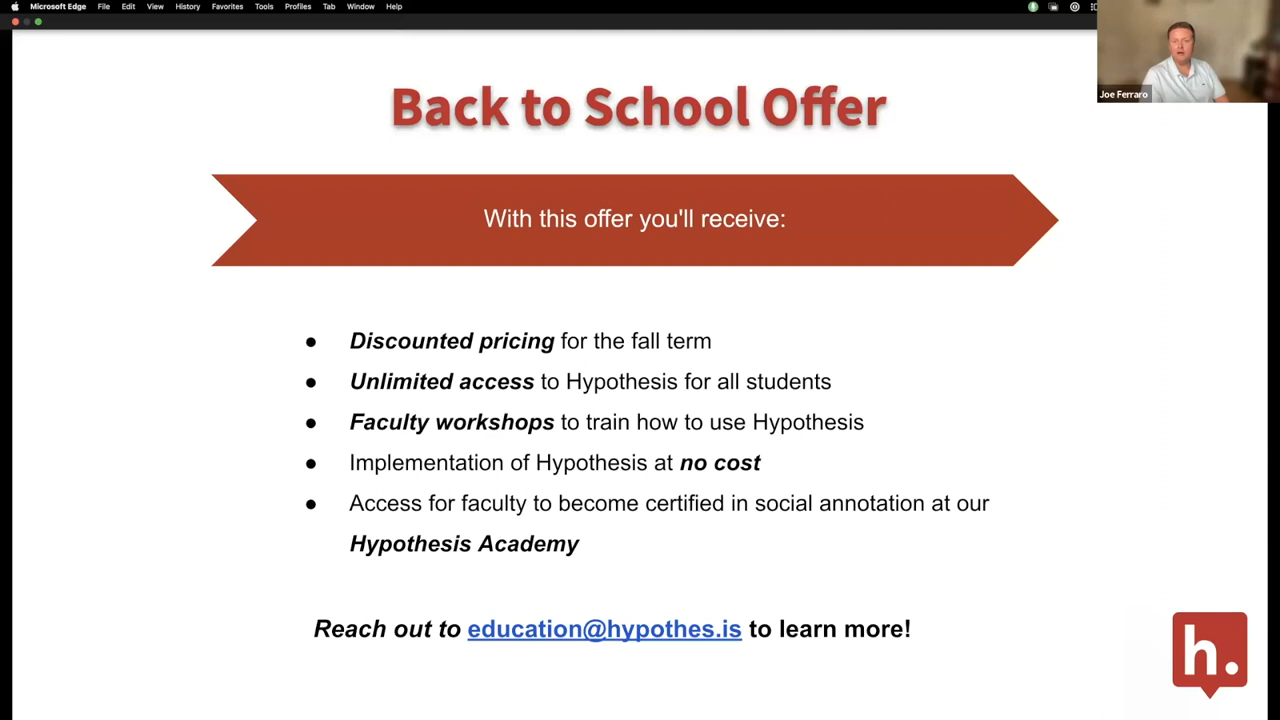 Microsoft Edge File Edit View History Favorites Tools Profiles Tab Window Help
Joe Ferraro
Back to School Offer
With this offer you'll receive:
● Discounted pricing for the fall term
● Unlimited access to Hypothesis for all students
● Faculty workshops to train how to use Hypothesis
● Implementation of Hypothesis at no cost
● Access for faculty to become certified in social annotation at our
Hypothesis Academy
Reach out to education@hypothes.is to learn more!
h.